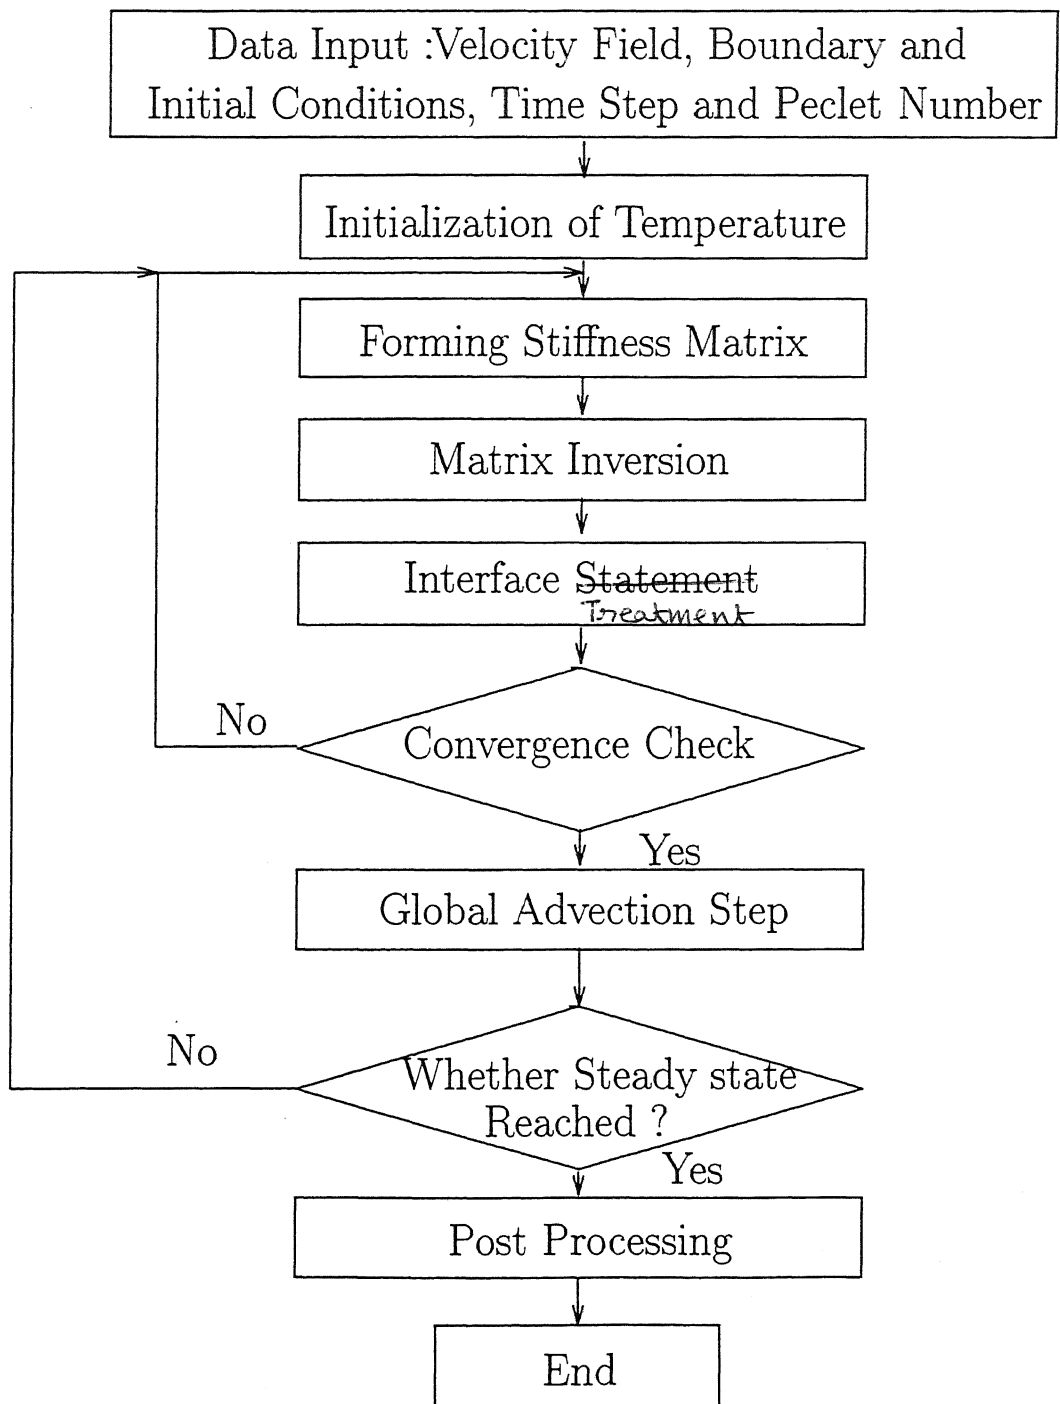 Data Input :Velocity Field, Boundary and
Initial Conditions, Time Step and Peclet Number
Initialization of Temperature
Forming Stiffness Matrix
Matrix Inversion
Interface Statement
Treatment
No
Convergence Check
Yes
Global Advection Step
No
Whether Steady state
Reached ?
Yes
Post Processing
End